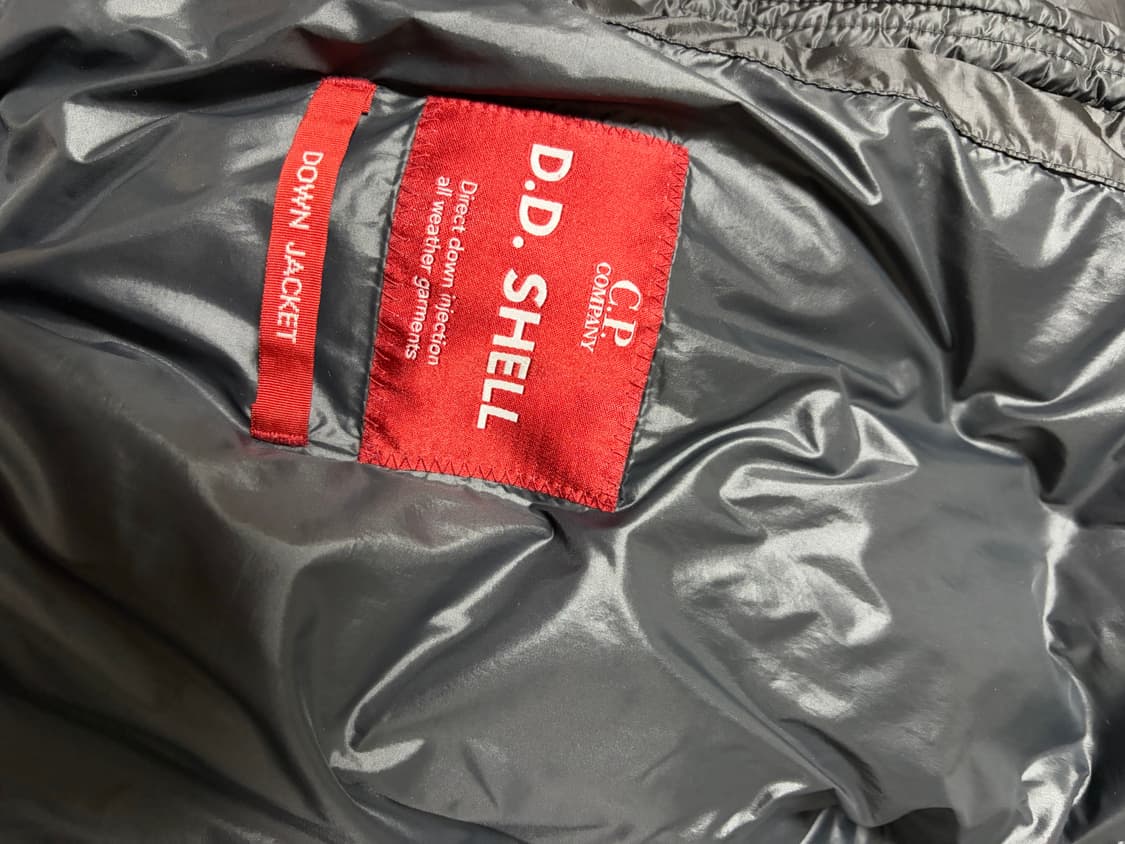 C.P.
COMPANY
D.D. SHELL
Direct down injection
all weather garments
DOWN JACKET